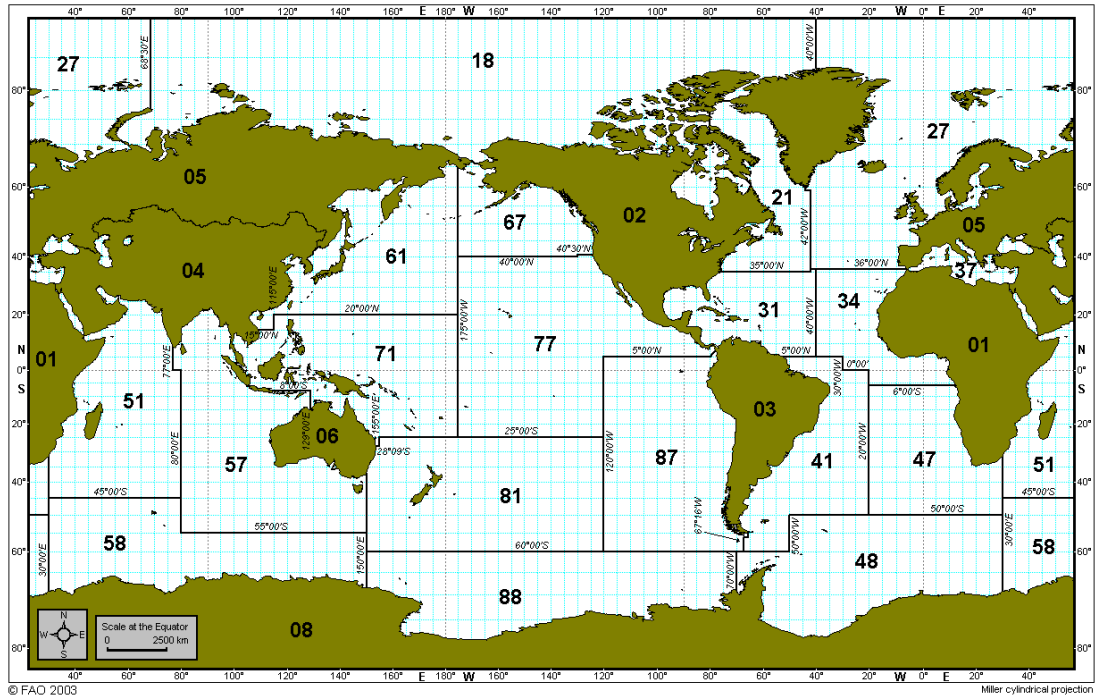 E W W E
40° 60° 80° 100° 120° 140° 160° 160° 140° 120° 100° 80° 60° 40° 20° 0° 20° 40°
27 68°30'E 18 40°00'W
80° 80°
27
05
60° 60°
21
02 67 42°00'W 05
61
40°30'N
40° 40°00'N 36°00'N 37 40°
04 115°00'E 35°00'N
34
31
20° 20°00'N 175°00'W 40°00'W 20°
15°00'N
N 77 N
01 77°00'E 71 5°00'N 5°00'N 01
0° 0°00' 0°
S 8°00'S 30°00'W 6°00'S S
51
03
20° 155°00'E 20°
129°00'E 06 25°00'S
80°00'E 28°09'S 120°00'W 20°00'W
57 87 41 47 51
40° 40°
45°00'S 81 45°00'S
67°16'W 50°00'S
55°00'S
58 50°00'W 58
60° 30°00'E 150°00'E 60°00'S 70°00'W 48 30°00'E 60°
88
N
W E
S
Scale at the Equator
0 2500 km
08
80° 80°
40° 60° 80° 100° 120° 140° 160° 160° 140° 120° 100° 80° 60° 40° 20° 0° 20° 40°
E W W E
© FAO 2003 Miller cylindrical projection